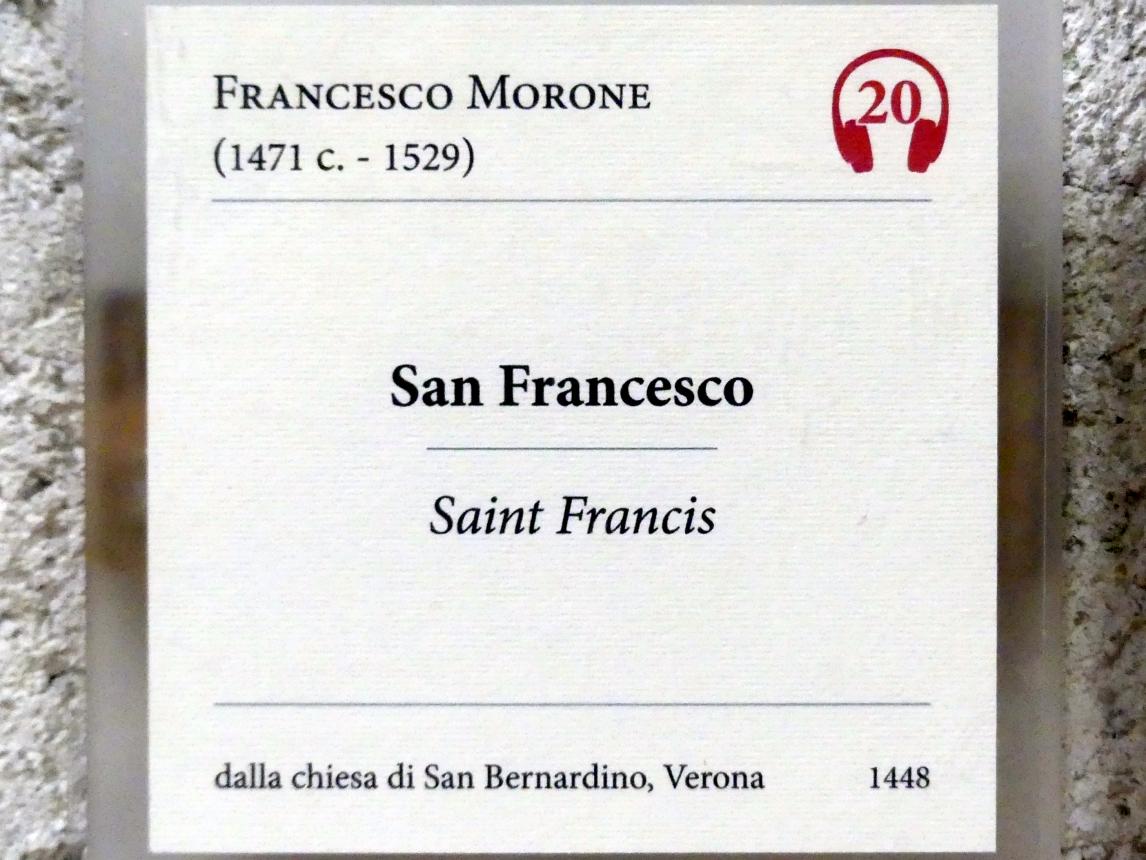 FRANCESCO MORONE
20
(1471 c. - 1529)
San Francesco
Saint Francis
dalla chiesa di San Bernardino, Verona 1448